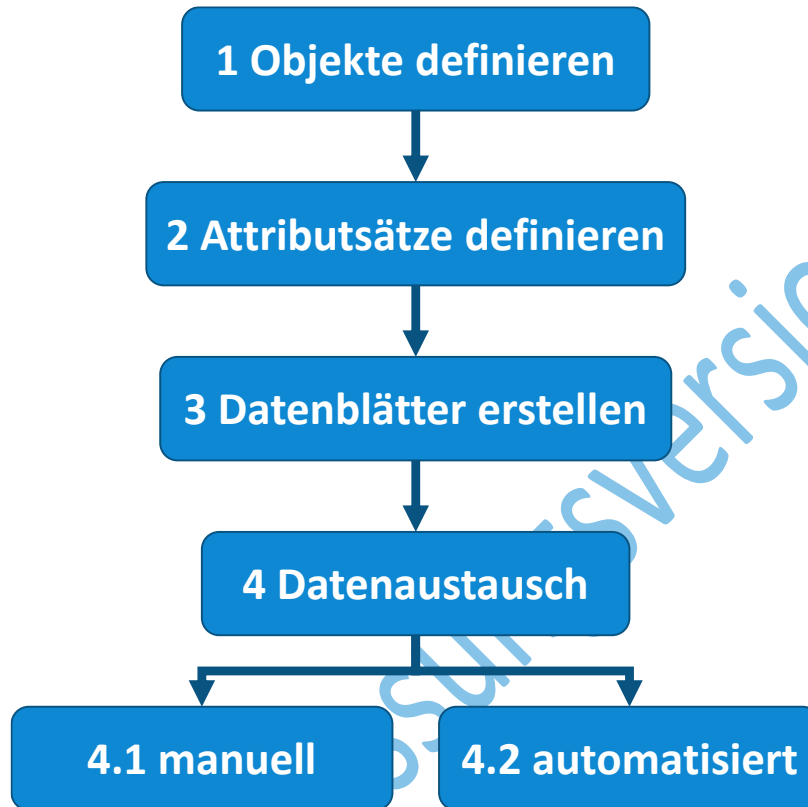 1 Objekte definieren
2 Attributsätze definieren
3 Datenblätter erstellen
4 Datenaustausch
4.1 manuell
4.2 automatisiert